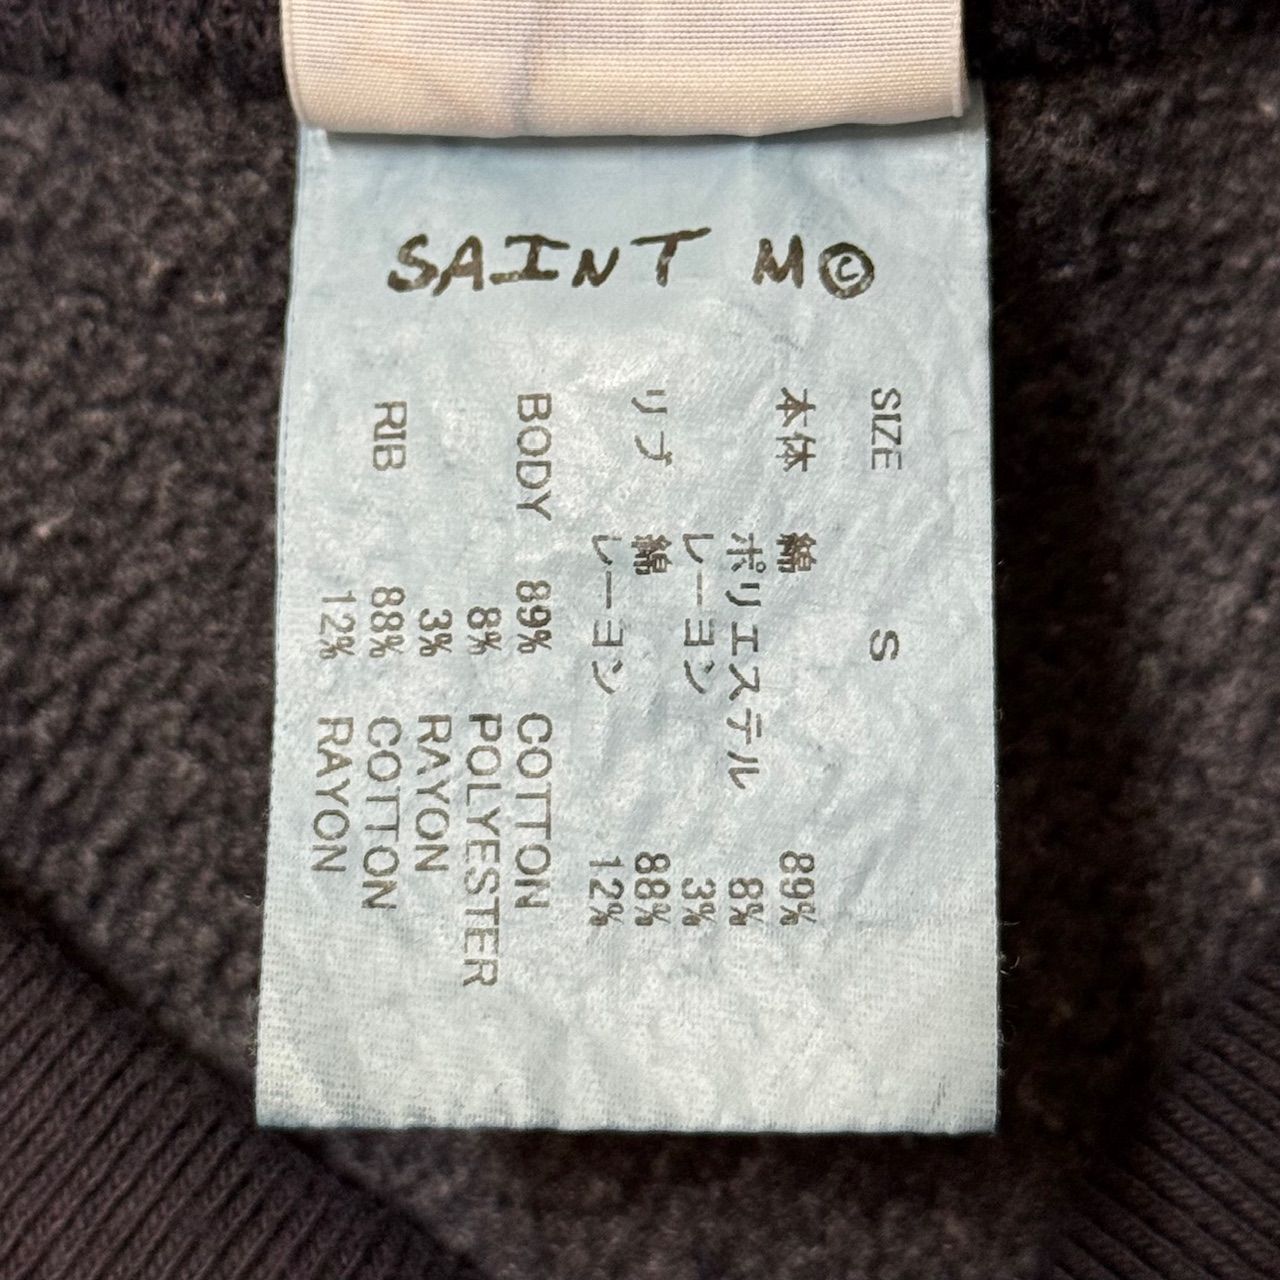 SAINT M©
SIZE S
本体 綿 89%
ポリエステル 8%
レーヨン 3%
リブ 綿 88%
レーヨン 12%
BODY 89% COTTON
8% POLYESTER
3% RAYON
RIB 88% COTTON
12% RAYON